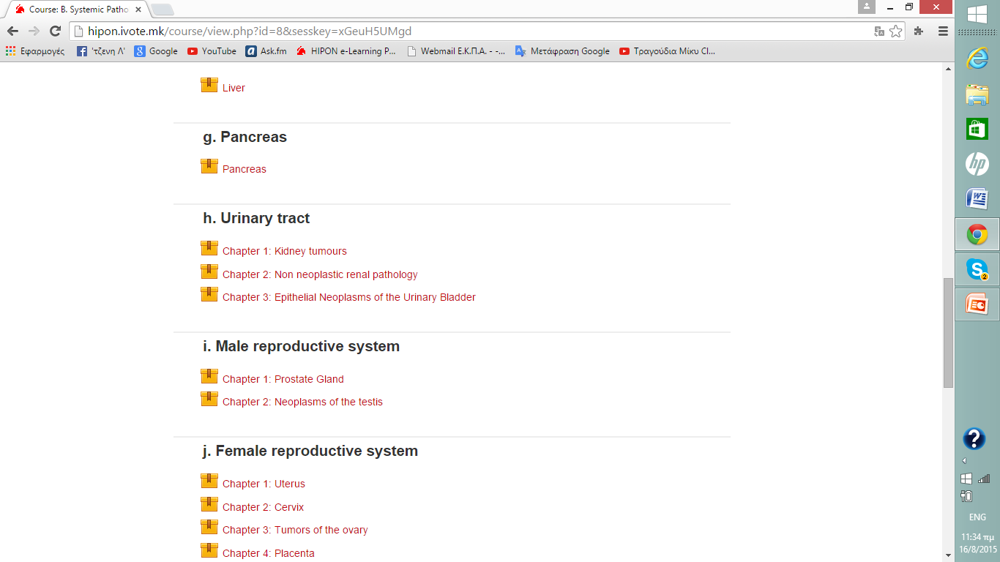 Course: B. Systemic Patho
hipon.ivote.mk/course/view.php?id=8&sesskey=xGeuH5UMgd
Εφαρμογές 'τζενη Λ' Google YouTube Ask.fm HIPON e-Learning P... Webmail Ε.Κ.Π.Α. - -... Μετάφραση Google Τραγούδια Μίκυ Cl...
Liver
g. Pancreas
Pancreas
h. Urinary tract
Chapter 1: Kidney tumours
Chapter 2: Non neoplastic renal pathology
Chapter 3: Epithelial Neoplasms of the Urinary Bladder
i. Male reproductive system
Chapter 1: Prostate Gland
Chapter 2: Neoplasms of the testis
j. Female reproductive system
Chapter 1: Uterus
Chapter 2: Cervix
Chapter 3: Tumors of the ovary
Chapter 4: Placenta
hp
W
S
2
P
?
ENG
11:34 πμ
16/8/2015